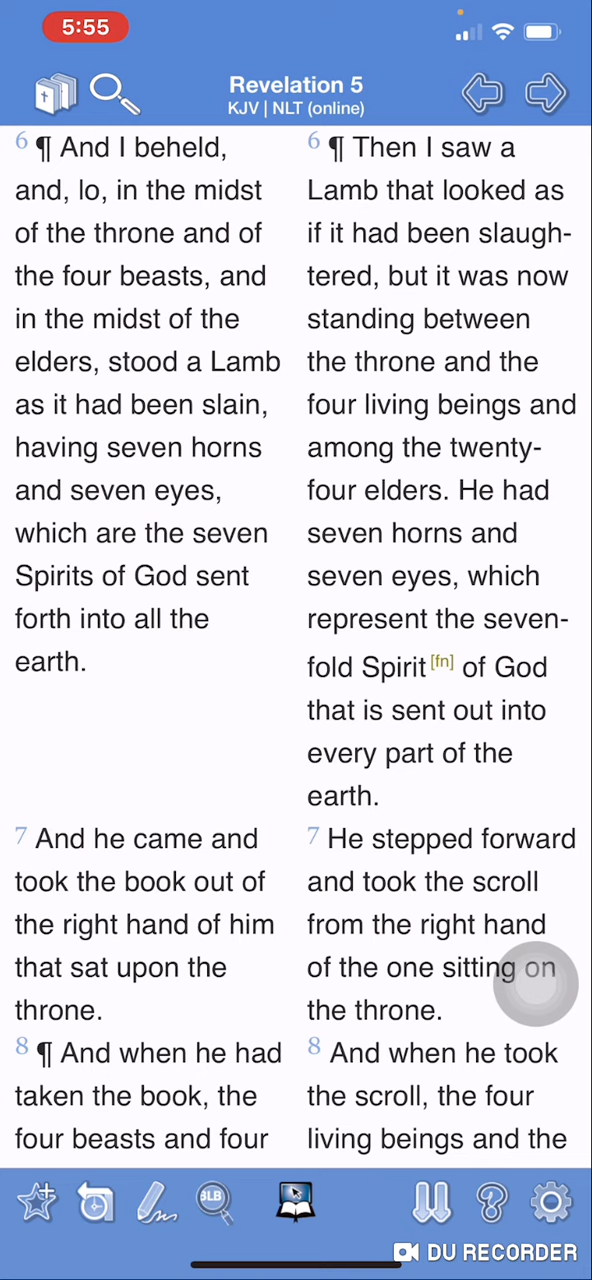 5:55
Revelation 5
KJV | NLT (online)
6 ¶ And I beheld,
and, lo, in the midst
of the throne and of
the four beasts, and
in the midst of the
elders, stood a Lamb
as it had been slain,
having seven horns
and seven eyes,
which are the seven
Spirits of God sent
forth into all the
earth.
7 And he came and
took the book out of
the right hand of him
that sat upon the
throne.
8 ¶ And when he had
taken the book, the
four beasts and four
6 ¶ Then I saw a
Lamb that looked as
if it had been slaugh-
tered, but it was now
standing between
the throne and the
four living beings and
among the twenty-
four elders. He had
seven horns and
seven eyes, which
represent the seven-
fold Spirit [fn] of God
that is sent out into
every part of the
earth.
7 He stepped forward
and took the scroll
from the right hand
of the one sitting on
the throne.
8 And when he took
the scroll, the four
living beings and the
BLB
DU RECORDER